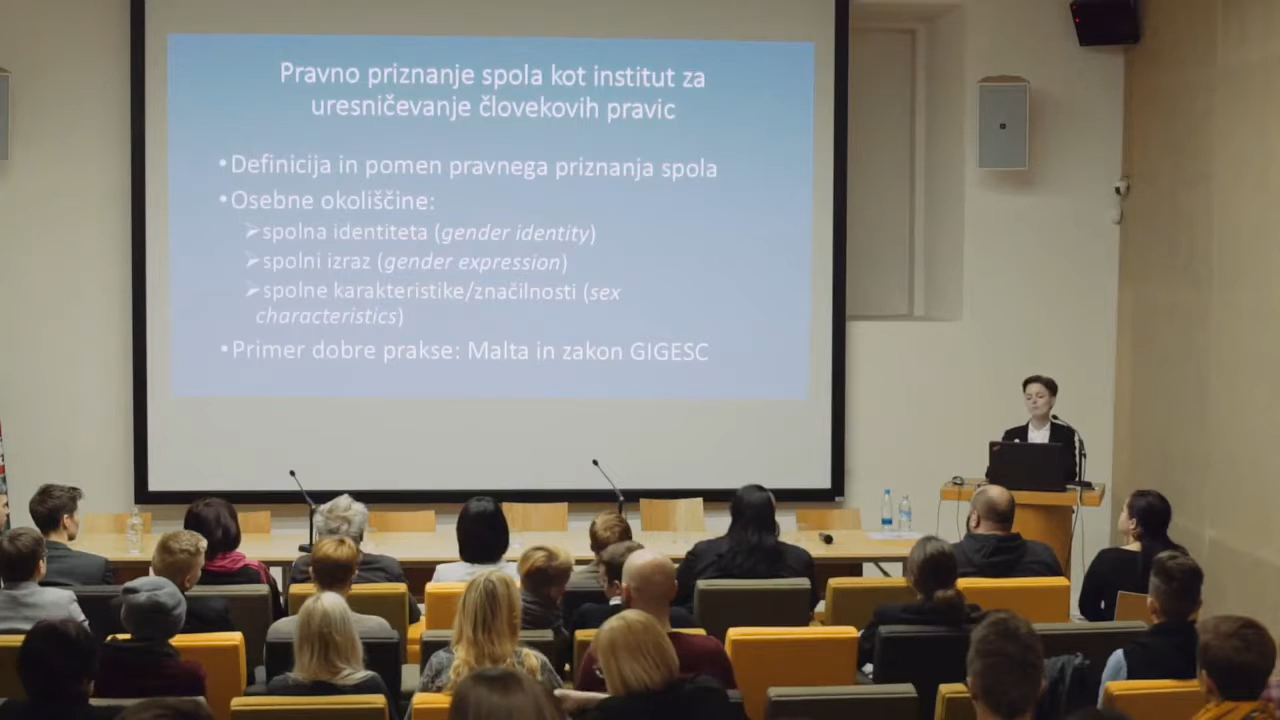 Pravno priznanje spola kot institut za
uresničevanje človekovih pravic
•Definicija in pomen pravnega priznanja spola
•Osebne okoliščine:
➢spolna identiteta (gender identity)
➢spolni izraz (gender expression)
➢spolne karakteristike/značilnosti (sex
characteristics)
•Primer dobre prakse: Malta in zakon GIGESC